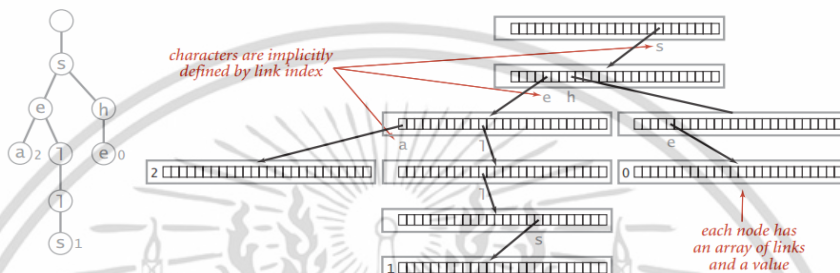 s
characters are implicitly
defined by link index
s
e h
e h
a 2 l e 0
a l e
2 0
l
l
s
s 1
each node has
an array of links
and a value
1